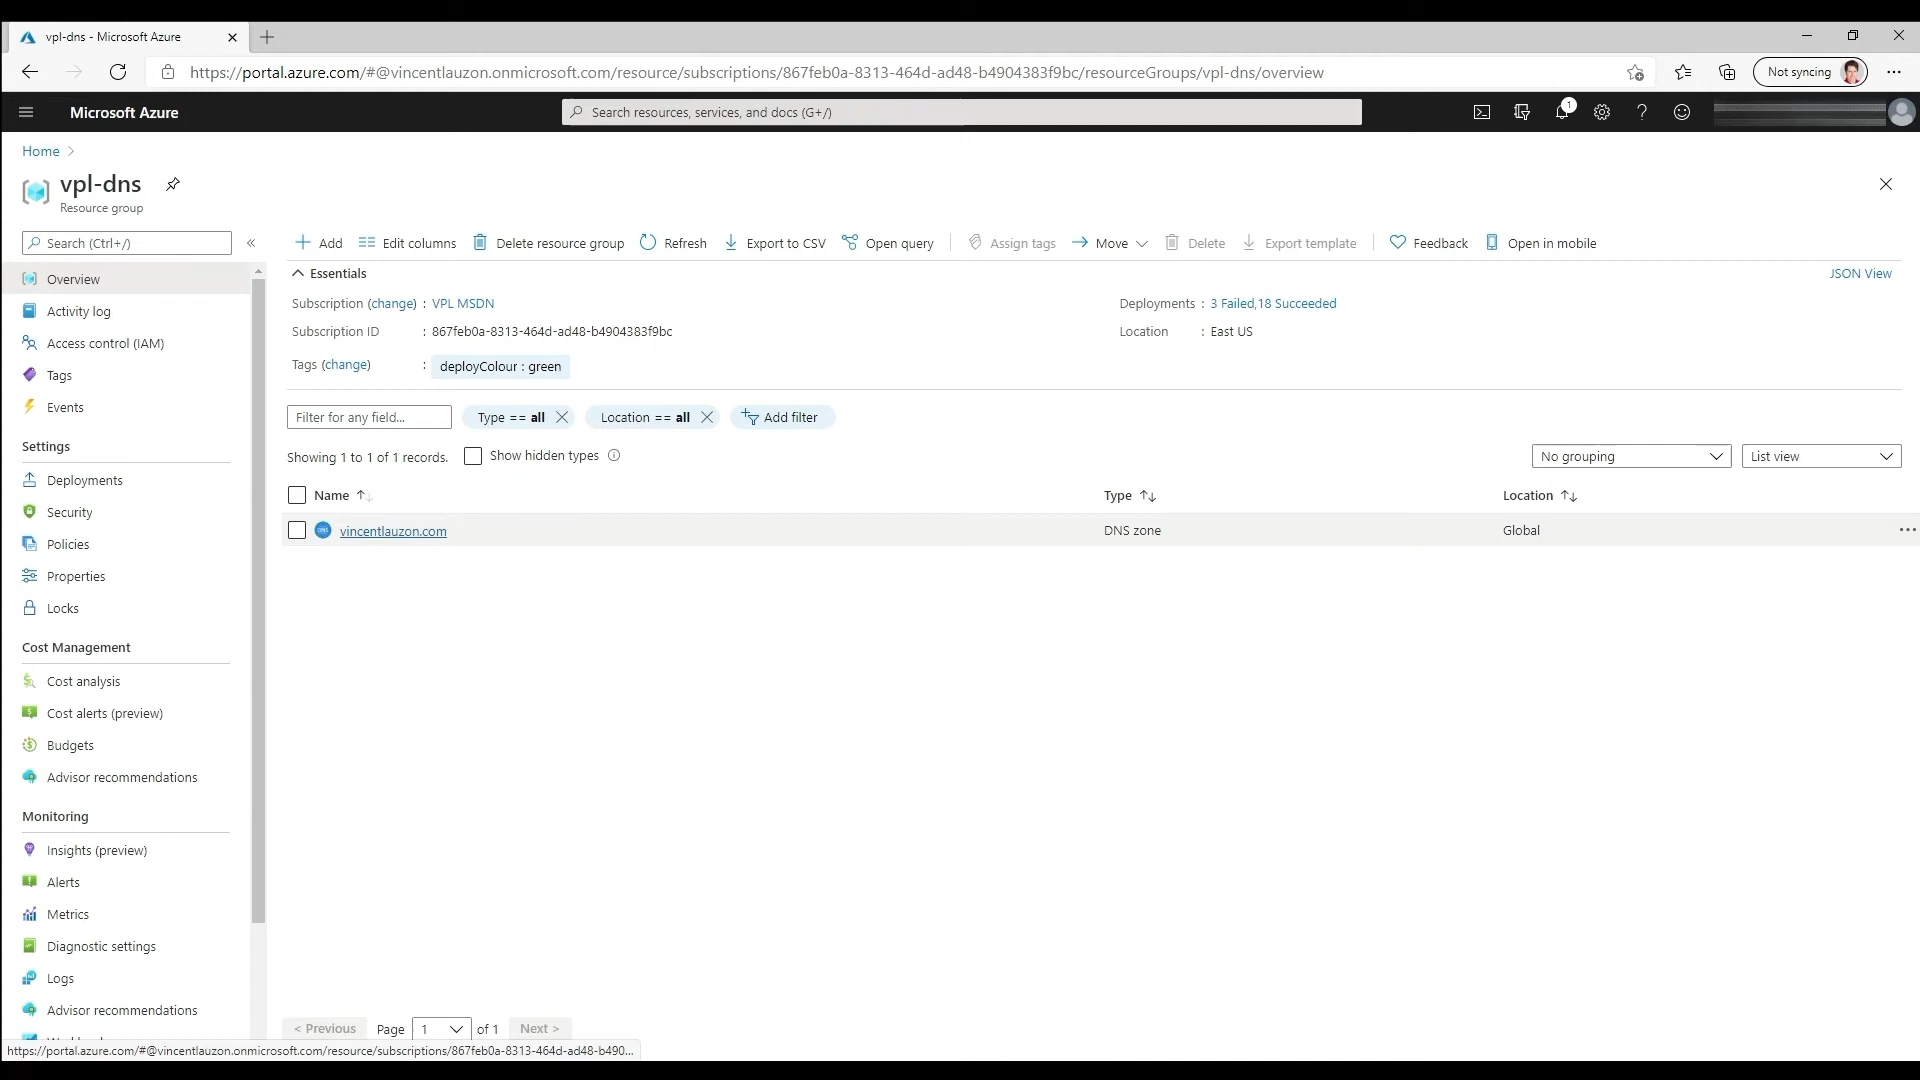 vpl-dns - Microsoft Azure
https://portal.azure.com/#@vincentlauzon.onmicrosoft.com/resource/subscriptions/867feb0a-8313-464d-ad48-b4904383f9bc/resourceGroups/vpl-dns/overview
Not syncing
Microsoft Azure
Search resources, services, and docs (G+/)
1
Home
vpl-dns
Resource group
Search (Ctrl+/)
Add
Edit columns
Delete resource group
Refresh
Export to CSV
Open query
Assign tags
Move
Delete
Export template
Feedback
Open in mobile
Overview
Activity log
Access control (IAM)
Tags
Events
Settings
Deployments
Security
Policies
Properties
Locks
Cost Management
Cost analysis
Cost alerts (preview)
Budgets
Advisor recommendations
Monitoring
Insights (preview)
Alerts
Metrics
Diagnostic settings
Logs
Advisor recommendations
Essentials
JSON View
Subscription (change) : VPL MSDN
Deployments : 3 Failed,18 Succeeded
Subscription ID : 867feb0a-8313-464d-ad48-b4904383f9bc
Location : East US
Tags (change) : deployColour : green
Filter for any field...
Type == all
Location == all
Add filter
Showing 1 to 1 of 1 records.
Show hidden types
No grouping
List view
Name
Type
Location
vincentlauzon.com
DNS zone
Global
< Previous
Page 1 of 1
Next >
https://portal.azure.com/#@vincentlauzon.onmicrosoft.com/resource/subscriptions/867feb0a-8313-464d-ad48-b490...